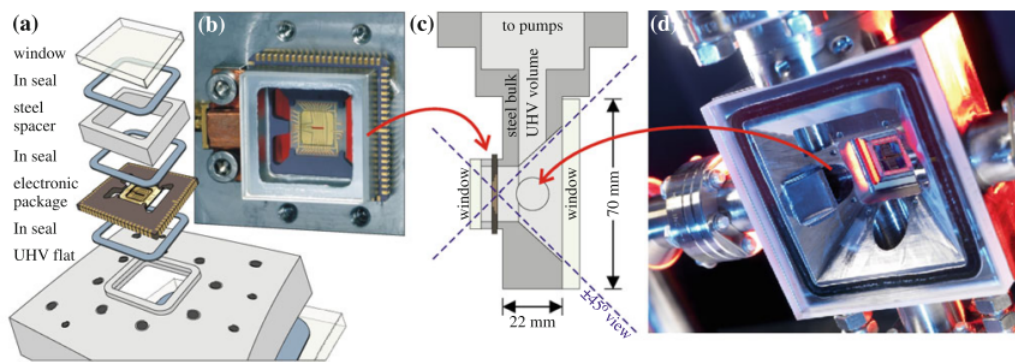 (a)
window
In seal
steel
spacer
In seal
electronic
package
In seal
UHV flat
(b)
(c)
to pumps
steel bulk
UHV volume
window
window
70 mm
22 mm
±45º view
(d)